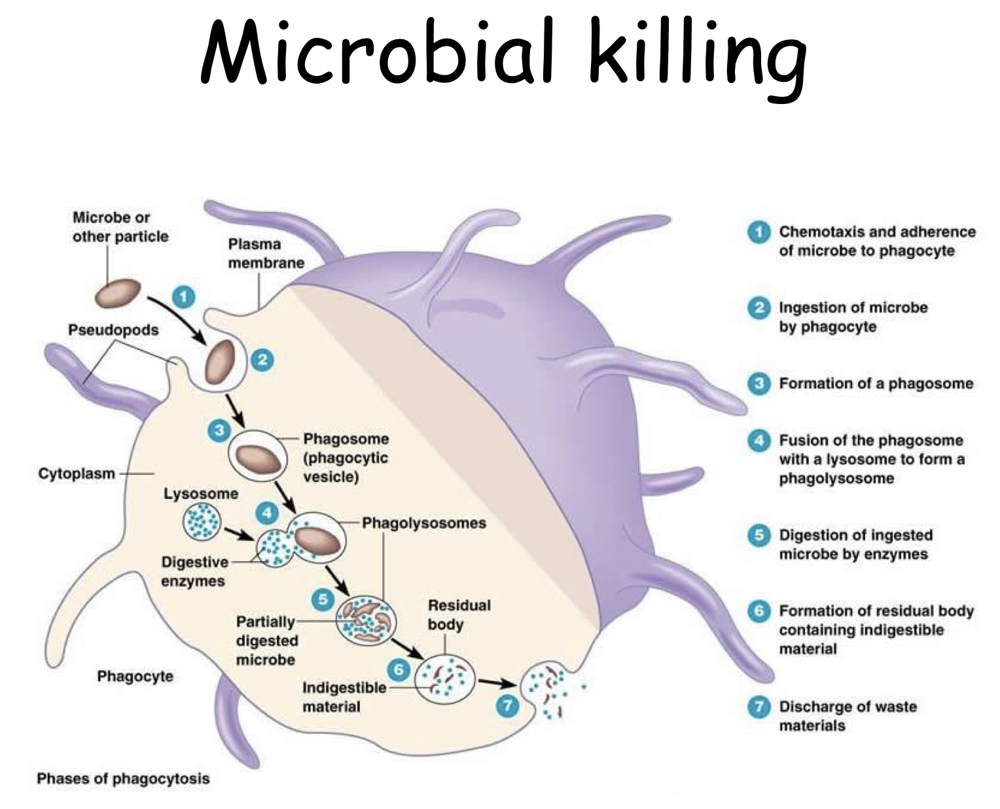 Microbial killing
Microbe or
other particle
Plasma
membrane
1
Pseudopods
2
3
Phagosome
(phagocytic
vesicle)
Cytoplasm
Lysosome
4
Phagolysosomes
Digestive
enzymes
5
Partially
digested
microbe
Residual
body
6
Indigestible
material
7
Phagocyte
Phases of phagocytosis
1 Chemotaxis and adherence
of microbe to phagocyte
2 Ingestion of microbe
by phagocyte
3 Formation of a phagosome
4 Fusion of the phagosome
with a lysosome to form a
phagolysosome
5 Digestion of ingested
microbe by enzymes
6 Formation of residual body
containing indigestible
material
7 Discharge of waste
materials